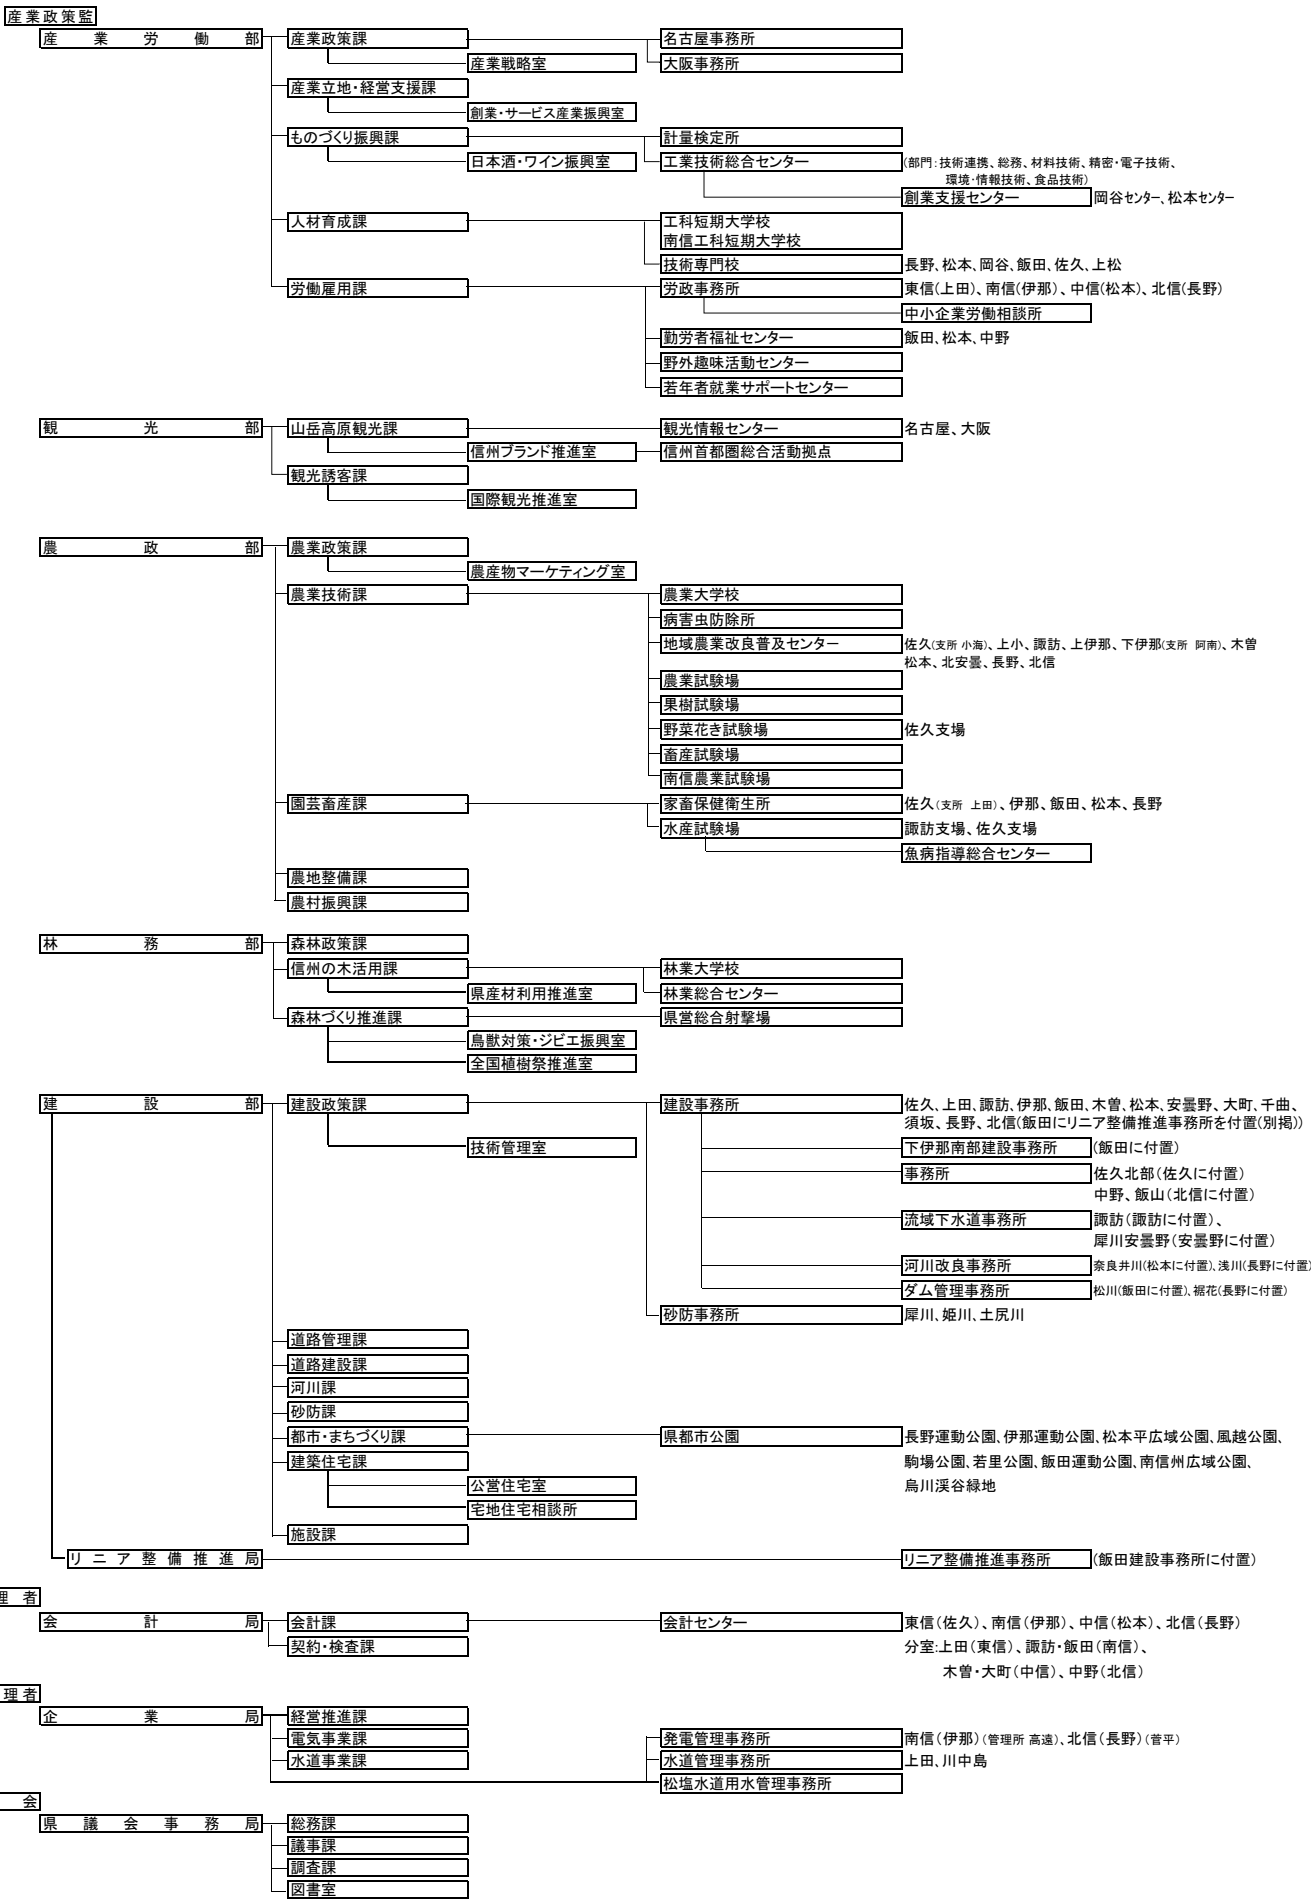 産業政策監
産業労働部 産業政策課 名古屋事務所
産業戦略室 大阪事務所
産業立地・経営支援課
創業・サービス産業振興室
ものづくり振興課 計量検定所
日本酒・ワイン振興室 工業技術総合センター (部門:技術連携、総務、材料技術、精密・電子技術、
環境・情報技術、食品技術)
創業支援センター 岡谷センター、松本センター
人材育成課 工科短期大学校
南信工科短期大学校
技術専門校 長野、松本、岡谷、飯田、佐久、上松
労働雇用課 労政事務所 東信(上田)、南信(伊那)、中信(松本)、北信(長野)
中小企業労働相談所
勤労者福祉センター 飯田、松本、中野
野外趣味活動センター
若年者就業サポートセンター
観光部 山岳高原観光課 観光情報センター 名古屋、大阪
信州ブランド推進室 信州首都圏総合活動拠点
観光誘客課
国際観光推進室
農政部 農業政策課
農産物マーケティング室
農業技術課 農業大学校
病害虫防除所
地域農業改良普及センター 佐久(支所 小海)、上小、諏訪、上伊那、下伊那(支所 阿南)、木曽
松本、北安曇、長野、北信
農業試験場
果樹試験場
野菜花き試験場 佐久支場
畜産試験場
南信農業試験場
園芸畜産課 家畜保健衛生所 佐久(支所 上田)、伊那、飯田、松本、長野
水産試験場 諏訪支場、佐久支場
魚病指導総合センター
農地整備課
農村振興課
林務部 森林政策課
信州の木活用課 林業大学校
県産材利用推進室 林業総合センター
森林づくり推進課 県営総合射撃場
鳥獣対策・ジビエ振興室
全国植樹祭推進室
建設部 建設政策課 建設事務所 佐久、上田、諏訪、伊那、飯田、木曽、松本、安曇野、大町、千曲、
須坂、長野、北信(飯田にリニア整備推進事務所を付置(別掲))
技術管理室 下伊那南部建設事務所 (飯田に付置)
事務所 佐久北部(佐久に付置)
中野、飯山(北信に付置)
流域下水道事務所 諏訪(諏訪に付置)、
犀川安曇野(安曇野に付置)
河川改良事務所 奈良井川(松本に付置)、浅川(長野に付置)
ダム管理事務所 松川(飯田に付置)、裾花(長野に付置)
砂防事務所 犀川、姫川、土尻川
道路管理課
道路建設課
河川課
砂防課
都市・まちづくり課 県都市公園 長野運動公園、伊那運動公園、松本平広域公園、風越公園、
建築住宅課 駒場公園、若里公園、飯田運動公園、南信州広域公園、
公営住宅室 烏川渓谷緑地
宅地住宅相談所
施設課
リニア整備推進局 リニア整備推進事務所 (飯田建設事務所に付置)
理者
会計局 会計課 会計センター 東信(佐久)、南信(伊那)、中信(松本)、北信(長野)
契約・検査課 分室:上田(東信)、諏訪・飯田(南信)、
木曽・大町(中信)、中野(北信)
理者
企業局 経営推進課
電気事業課 発電管理事務所 南信(伊那)(管理所 高遠)、北信(長野)(菅平)
水道事業課 水道管理事務所 上田、川中島
松塩水道用水管理事務所
会
県議会事務局 総務課
議事課
調査課
図書室